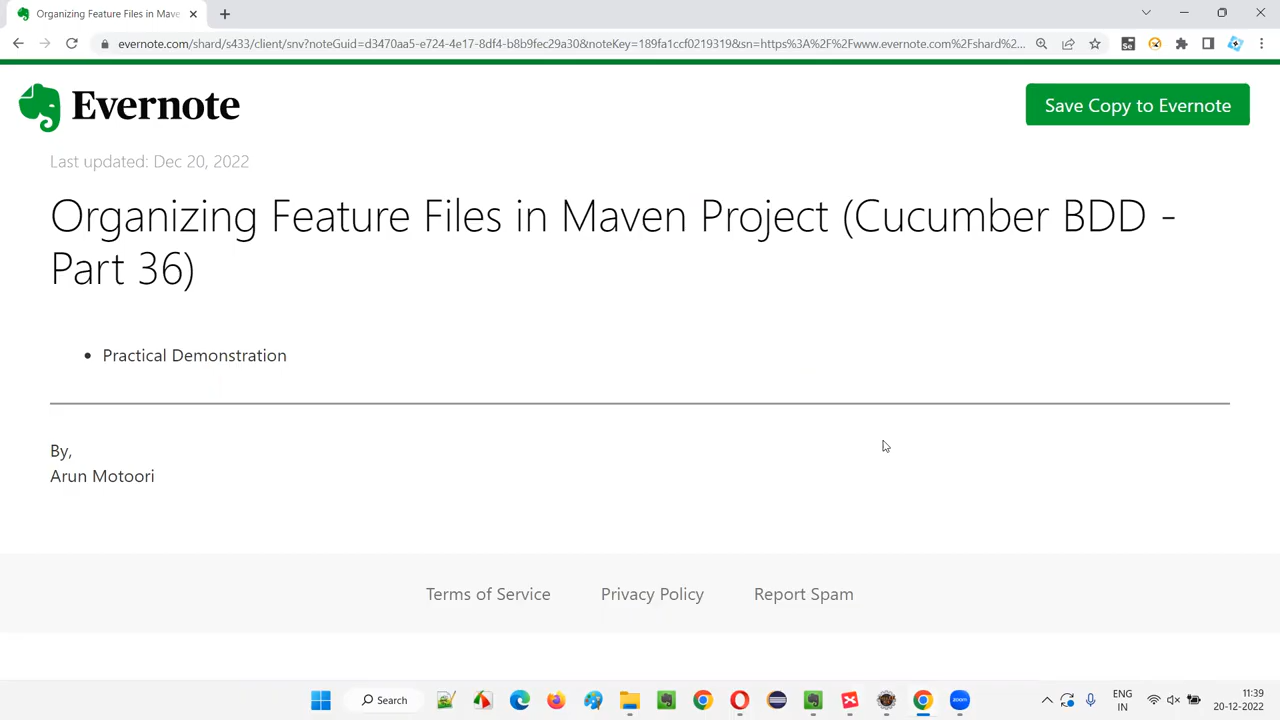 Organizing Feature Files in Mave
evernote.com/shard/s433/client/snv?noteGuid=d3470aa5-e724-4e17-9df4-b8b9f2c29a30&noteKey=189fa1ccf0219319&sn=https%3A%2F%2Fwww.evernote.com%2Fshard%2...
Evernote
Save Copy to Evernote
Last updated: Dec 20, 2022
Organizing Feature Files in Maven Project (Cucumber BDD -
Part 36)
• Practical Demonstration
By,
Arun Motoori
Terms of Service Privacy Policy Report Spam
Search
zoom
ENG
IN
11:39
20-12-2022